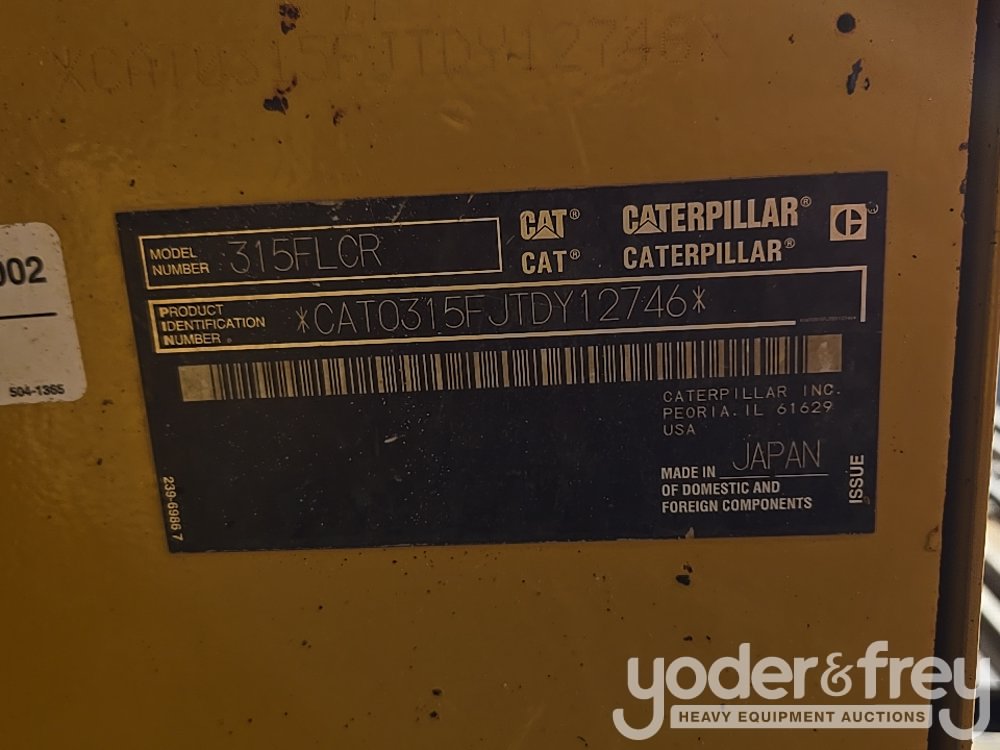 XCAT0315FJTDY12746X
002
504-1365
MODEL NUMBER 315FLCR
CAT® CATERPILLAR®
CAT® CATERPILLAR®
PRODUCT IDENTIFICATION NUMBER *CAT0315FJTDY12746*
CATERPILLAR INC.
PEORIA, IL 61629
USA
MADE IN JAPAN
OF DOMESTIC AND
FOREIGN COMPONENTS
ISSUE
239-6986 7
yoder&frey
HEAVY EQUIPMENT AUCTIONS